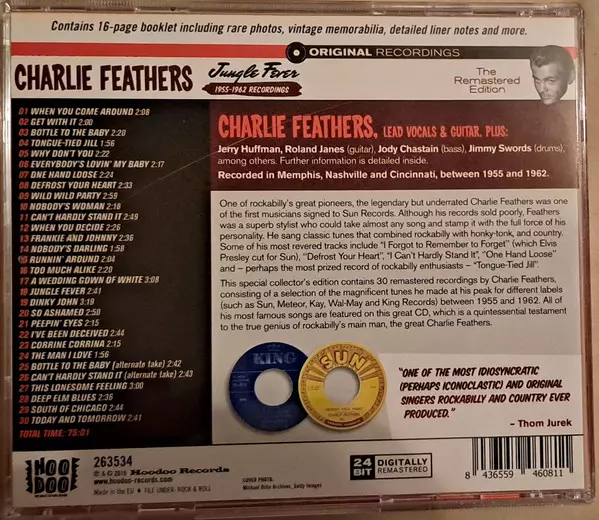 Contains 16-page booklet including rare photos, vintage memorabilia, detailed liner notes and more.
ORIGINAL RECORDINGS
CHARLIE FEATHERS
Jungle Fever
1955-1962 RECORDINGS
The Remastered Edition
01 WHEN YOU COME AROUND 2:08
02 GET WITH IT 2:00
03 BOTTLE TO THE BABY 2:28
04 TONGUE-TIED JILL 1:56
05 WHY DON'T YOU 2:22
06 EVERYBODY'S LOVIN' MY BABY 2:17
07 ONE HAND LOOSE 2:24
08 DEFROST YOUR HEART 2:33
09 WILD WILD PARTY 2:59
10 NOBODY'S WOMAN 2:18
11 CAN'T HARDLY STAND IT 2:49
12 WHEN YOU DECIDE 2:26
13 FRANKIE AND JOHNNY 2:36
14 NOBODY'S DARLING 1:58
15 RUNNIN' AROUND 2:04
16 TOO MUCH ALIKE 2:20
17 A WEDDING GOWN OF WHITE 3:08
18 JUNGLE FEVER 2:41
19 DINKY JOHN 3:19
20 SO ASHAMED 2:58
21 PEEPIN' EYES 2:15
22 I'VE BEEN DECEIVED 2:44
23 CORRINE CORRINA 2:15
24 THE MAN I LOVE 1:56
25 BOTTLE TO THE BABY (alternate take) 2:42
26 CAN'T HARDLY STAND IT (alternate take) 2:43
27 THIS LONESOME FEELING 3:00
28 DEEP ELM BLUES 2:36
29 SOUTH OF CHICAGO 2:44
30 TODAY AND TOMORROW 2:41
TOTAL TIME: 75:01
CHARLIE FEATHERS, LEAD VOCALS & GUITAR, PLUS:
Jerry Huffman, Roland Janes (guitar), Jody Chastain (bass), Jimmy Swords (drums),
among others. Further information is detailed inside.
Recorded in Memphis, Nashville and Cincinnati, between 1955 and 1962.
One of rockabilly's great pioneers, the legendary but underrated Charlie Feathers was one of
the first musicians signed to Sun Records. Although his records sold poorly, Feathers
was a superb stylist who could take almost any song and stamp it with the full force of his
personality. He sang classic tunes that combined rockabilly with honky-tonk, and country.
Some of his most revered tracks include "I Forgot to Remember to Forget" (which Elvis
Presley cut for Sun), "Defrost Your Heart", "I Can't Hardly Stand It", "One Hand Loose"
and – perhaps the most prized record of rockabilly enthusiasts – "Tongue-Tied Jill".
This special collector's edition contains 30 remastered recordings by Charlie Feathers,
consisting of a selection of the magnificent tunes he made at his peak for different labels
(such as Sun, Meteor, Kay, Wal-May and King Records) between 1955 and 1962. All of
his most famous songs are featured on this great CD, which is a quintessential testament
to the true genius of rockabilly's main man, the great Charlie Feathers.
KING
SUN
"ONE OF THE MOST IDIOSYNCRATIC
(PERHAPS ICONOCLASTIC) AND ORIGINAL
SINGERS ROCKABILLY AND COUNTRY EVER
PRODUCED."
– Thom Jurek
HOO DOO
263534
℗ & © 2015 Hoodoo Records
hoodoo-records.com
Made in the EU • FILE UNDER: ROCK & ROLL
COVER PHOTO:
Michael Ochs Archives, Getty Images
24 BIT
DIGITALLY REMASTERED
8 436559 460811